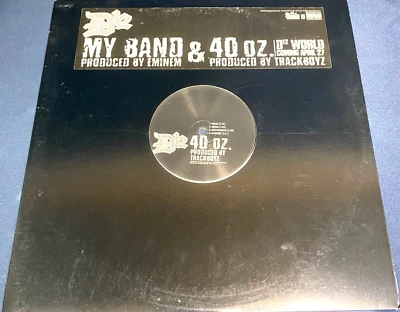 D12
MY BAND & 40 OZ.
PRODUCED BY EMINEM PRODUCED BY TRACKBOYZ
D12 WORLD
COMING APRIL 27
D12
40 OZ.
PRODUCED BY
TRACKBOYZ